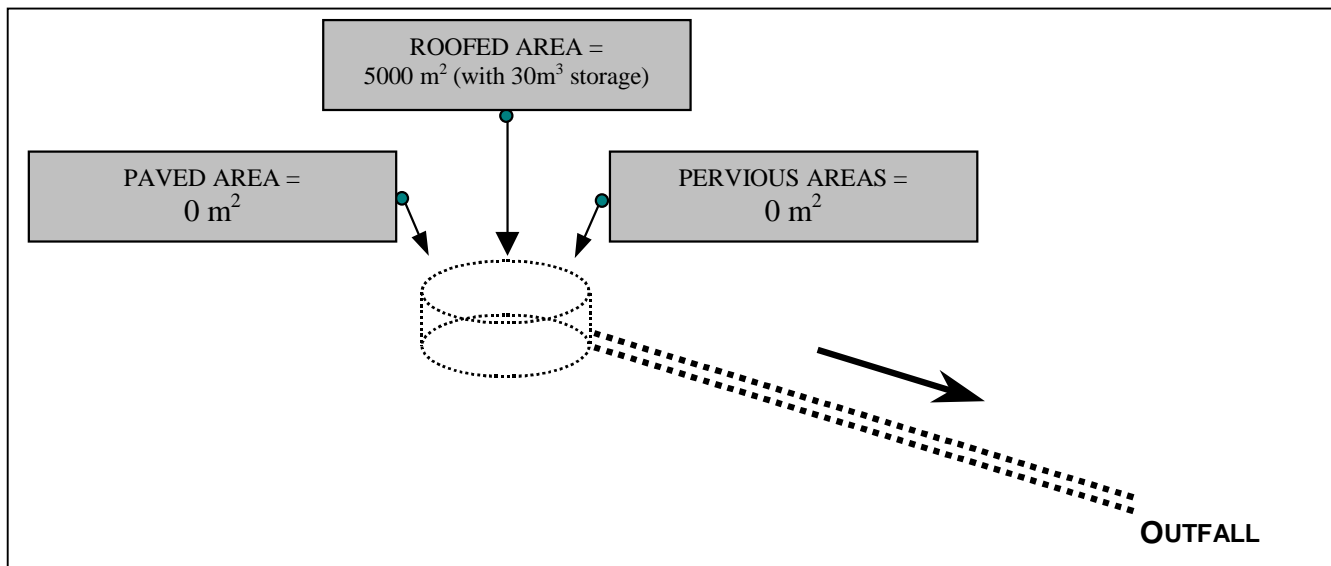 ROOFED AREA =
5000 m² (with 30m³ storage)
PAVED AREA =
0 m²
PERVIOUS AREAS =
0 m²
OUTFALL